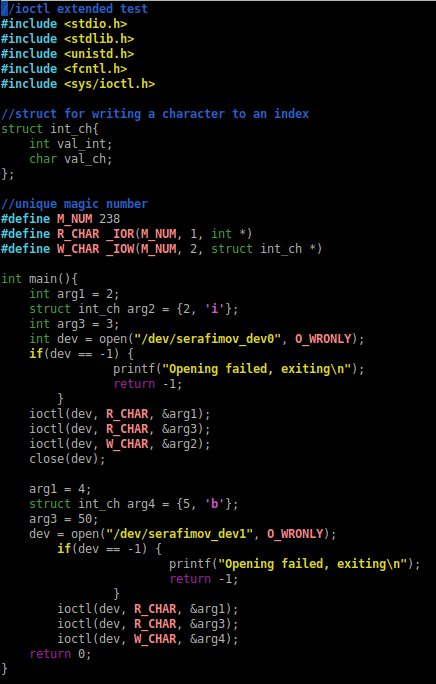 //ioctl extended test
#include <stdio.h>
#include <stdlib.h>
#include <unistd.h>
#include <fcntl.h>
#include <sys/ioctl.h>

//struct for writing a character to an index
struct int_ch{
    int val_int;
    char val_ch;
};

//unique magic number
#define M_NUM 238
#define R_CHAR _IOR(M_NUM, 1, int *)
#define W_CHAR _IOW(M_NUM, 2, struct int_ch *)

int main(){
    int arg1 = 2;
    struct int_ch arg2 = {2, 'i'};
    int arg3 = 3;
    int dev = open("/dev/serafimov_dev0", O_WRONLY);
    if(dev == -1) {
                printf("Opening failed, exiting\n");
                return -1;
        }
    ioctl(dev, R_CHAR, &arg1);
    ioctl(dev, R_CHAR, &arg3);
    ioctl(dev, W_CHAR, &arg2);
    close(dev);

    arg1 = 4;
    struct int_ch arg4 = {5, 'b'};
    arg3 = 50;
    dev = open("/dev/serafimov_dev1", O_WRONLY);
        if(dev == -1) {
                        printf("Opening failed, exiting\n");
                        return -1;
                }
        ioctl(dev, R_CHAR, &arg1);
        ioctl(dev, R_CHAR, &arg3);
        ioctl(dev, W_CHAR, &arg4);
    return 0;
}